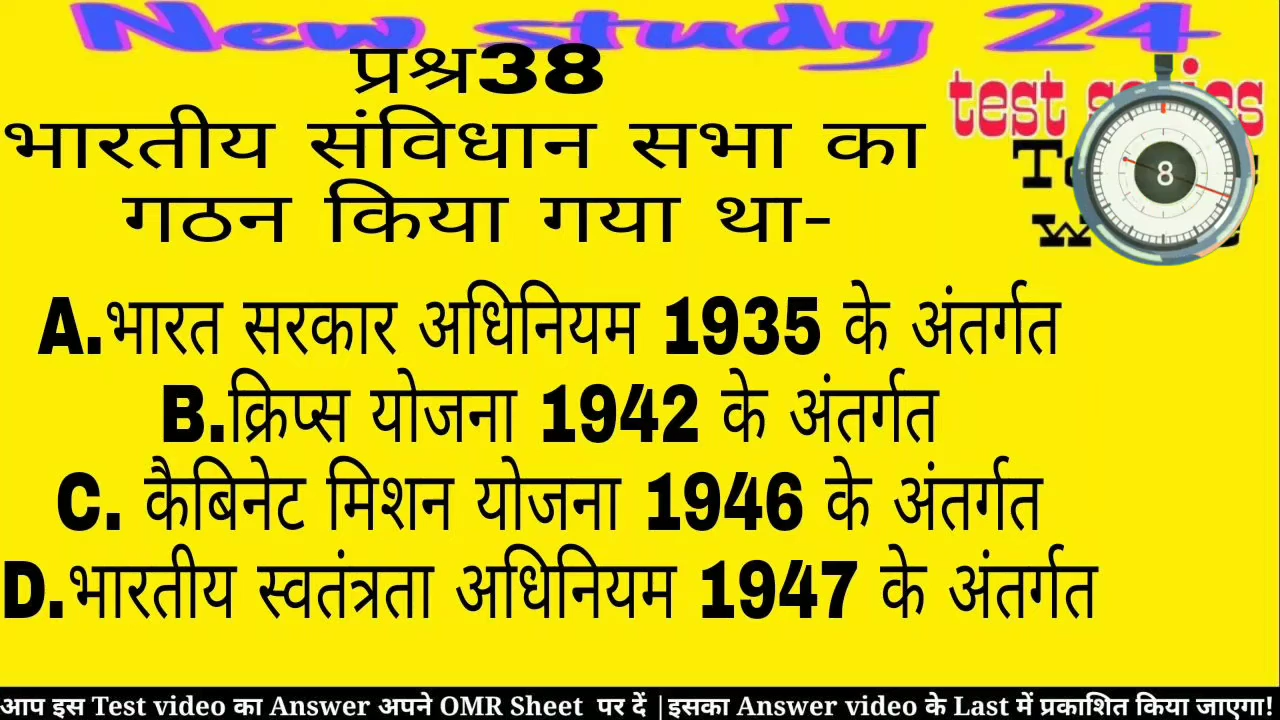 New study 24
प्रश्न38
test series
भारतीय संविधान सभा का
गठन किया गया था-
8
A.भारत सरकार अधिनियम 1935 के अंतर्गत
B.क्रिप्स योजना 1942 के अंतर्गत
C. कैबिनेट मिशन योजना 1946 के अंतर्गत
D.भारतीय स्वतंत्रता अधिनियम 1947 के अंतर्गत
आप इस Test video का Answer अपने OMR Sheet पर दें |इसका Answer video के Last में प्रकाशित किया जाएगा!